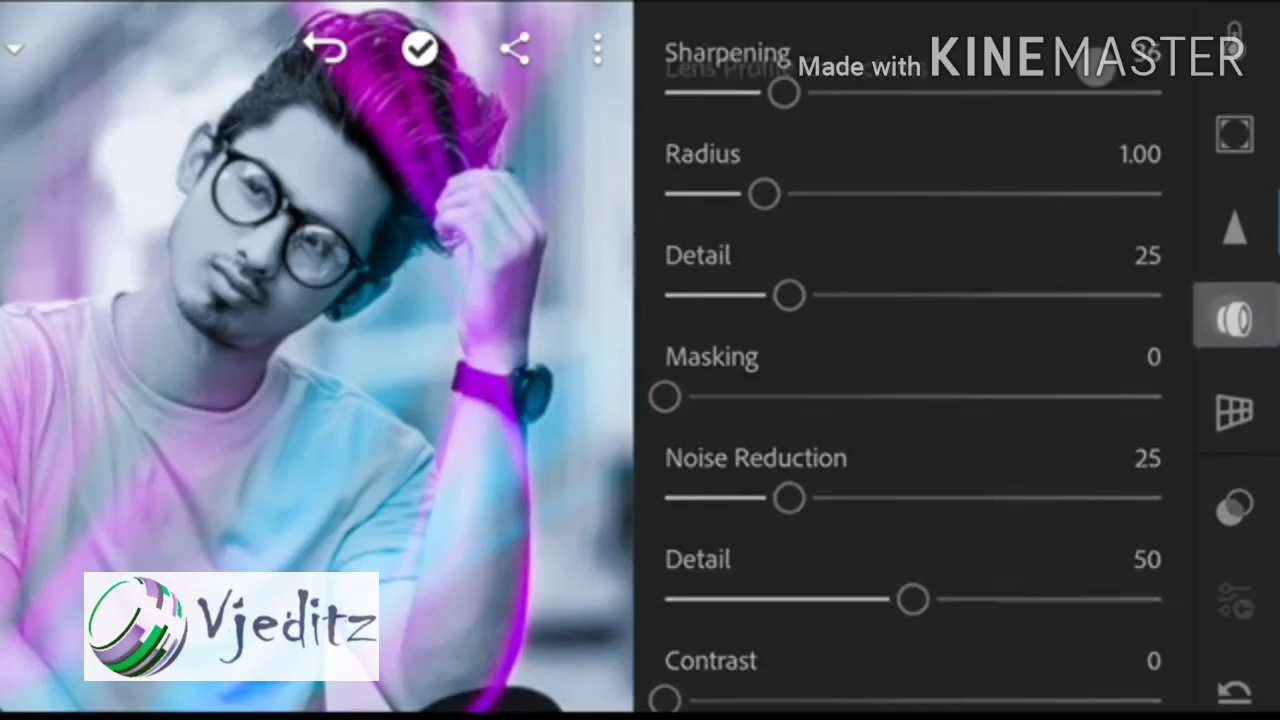 Sharpening
Made with KINEMASTER
Radius 1.00
Detail 25
Masking 0
Noise Reduction 25
Detail 50
Contrast 0
Vjeditz